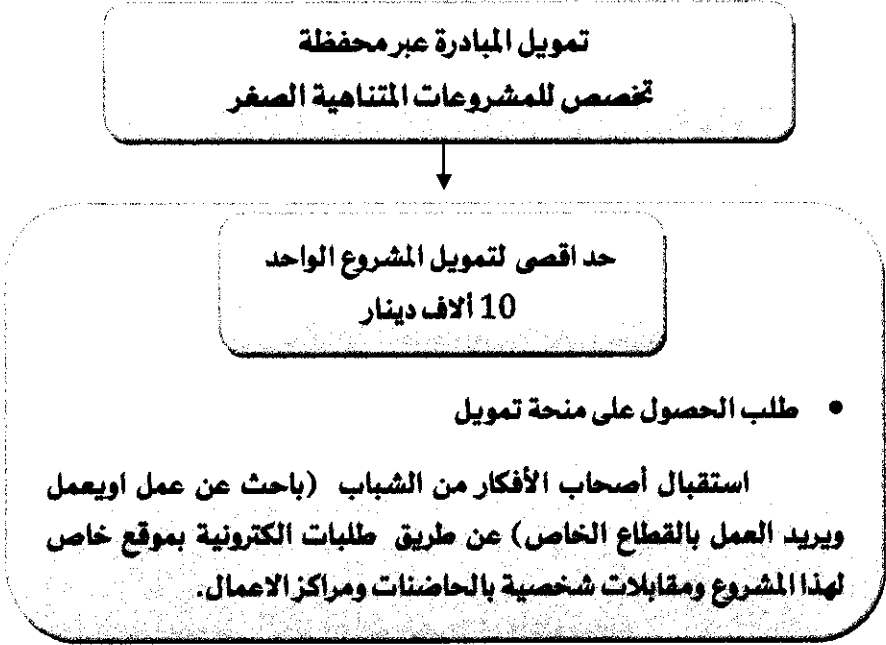 تمويل المبادرة عبر محفظة
تخصص للمشروعات المتناهية الصغر
حد اقصى لتمويل المشروع الواحد
10 ألاف دينار
• طلب الحصول على منحة تمويل
استقبال أصحاب الأفكار من الشباب (باحث عن عمل اويعمل
ويريد العمل بالقطاع الخاص) عن طريق طلبات الكترونية بموقع خاص
لهذا المشروع ومقابلات شخصية بالحاضنات ومراكز الاعمال.